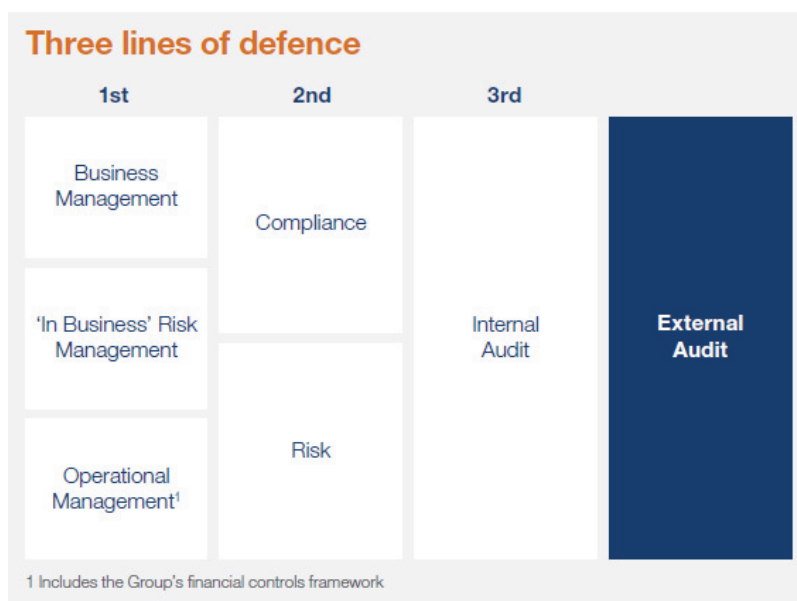 Three lines of defence
1st
2nd
3rd
Business
Management
‘In Business’ Risk
Management
Operational
Management¹
Compliance
Risk
Internal
Audit
External
Audit
1 Includes the Group’s financial controls framework